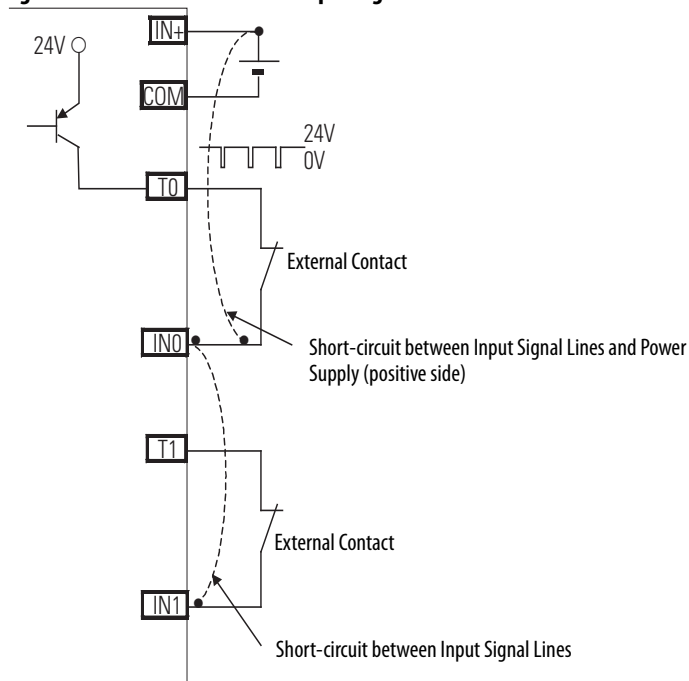 IN+
24V
COM
24V
0V
T0
External Contact
IN0
Short-circuit between Input Signal Lines and Power
Supply (positive side)
T1
External Contact
IN1
Short-circuit between Input Signal Lines